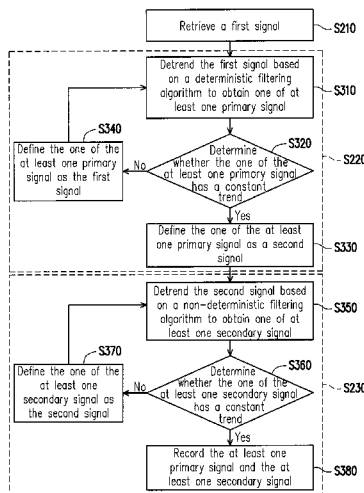 Retrieve a first signal
S210
Detrend the first signal based
on a deterministic filtering
algorithm to obtain one of at
least one primary signal
S310
S340
Define the one of the
at least one primary
signal as the first
signal
No
Determine
whether the one of the
at least one primary signal
has a constant
trend
S320
S220
Yes
Define the one of the at least
one primary signal as a second
signal
S330
Detrend the second signal based
on a non-deterministic filtering
algorithm to obtain one of at
least one secondary signal
S350
S370
Define the one of the
at least one
secondary signal as
the second signal
No
Determine
whether the one of the
at least one secondary signal
has a constant
trend
S360
S230
Yes
Record the at least one
primary signal and the at least
one secondary signal
S380